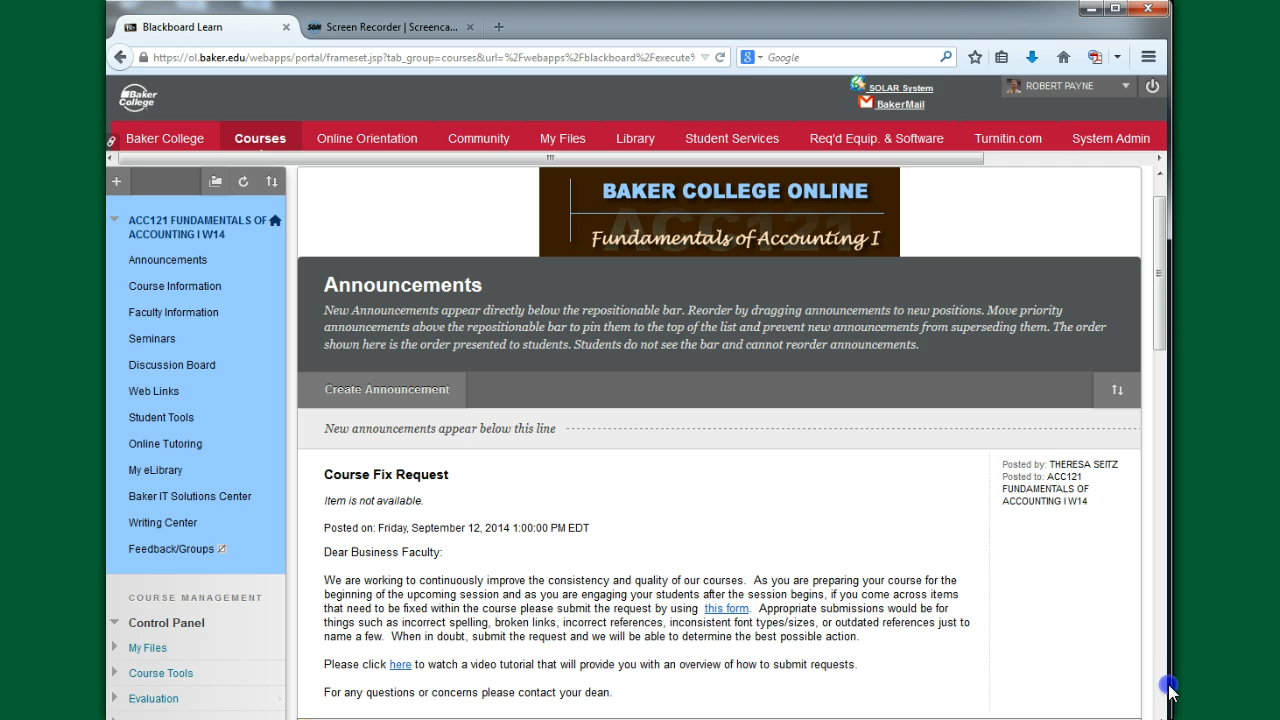 Blackboard Learn
SOM Screen Recorder | Screenca...
https://ol.baker.edu/webapps/portal/frameset.jsp?tab_group=courses&url=%2Fwebapps%2Fblackboard%2Fexecute%
Google
Baker College
SOLAR System
BakerMail
ROBERT PAYNE
Baker College Courses Online Orientation Community My Files Library Student Services Req'd Equip. & Software Turnitin.com System Admin
ACC121 FUNDAMENTALS OF
ACCOUNTING I W14
Announcements
Course Information
Faculty Information
Seminars
Discussion Board
Web Links
Student Tools
Online Tutoring
My eLibrary
Baker IT Solutions Center
Writing Center
Feedback/Groups
COURSE MANAGEMENT
Control Panel
My Files
Course Tools
Evaluation
BAKER COLLEGE ONLINE
ACC121
Fundamentals of Accounting I
Announcements
New Announcements appear directly below the repositionable bar. Reorder by dragging announcements to new positions. Move priority
announcements above the repositionable bar to pin them to the top of the list and prevent new announcements from superseding them. The order
shown here is the order presented to students. Students do not see the bar and cannot reorder announcements.
Create Announcement
New announcements appear below this line
Course Fix Request
Item is not available.
Posted on: Friday, September 12, 2014 1:00:00 PM EDT
Dear Business Faculty:
We are working to continuously improve the consistency and quality of our courses. As you are preparing your course for the
beginning of the upcoming session and as you are engaging your students after the session begins, if you come across items
that need to be fixed within the course please submit the request by using this form. Appropriate submissions would be for
things such as incorrect spelling, broken links, incorrect references, inconsistent font types/sizes, or outdated references just to
name a few. When in doubt, submit the request and we will be able to determine the best possible action.
Please click here to watch a video tutorial that will provide you with an overview of how to submit requests.
For any questions or concerns please contact your dean.
Posted by: THERESA SEITZ
Posted to: ACC121
FUNDAMENTALS OF
ACCOUNTING I W14